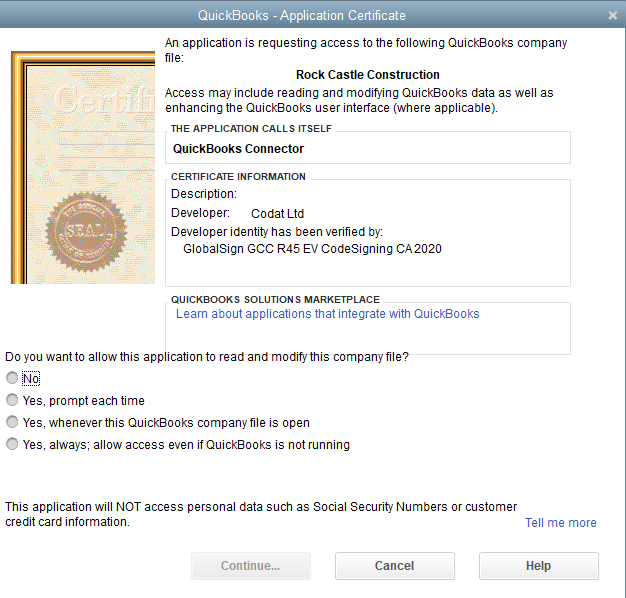 QuickBooks - Application Certificate
An application is requesting access to the following QuickBooks company
file:
Rock Castle Construction
Access may include reading and modifying QuickBooks data as well as
enhancing the QuickBooks user interface (where applicable).
THE APPLICATION CALLS ITSELF
QuickBooks Connector
CERTIFICATE INFORMATION
Description:
Developer: Codat Ltd
Developer identity has been verified by:
GlobalSign GCC R45 EV CodeSigning CA 2020
QUICKBOOKS SOLUTIONS MARKETPLACE
Learn about applications that integrate with QuickBooks
Certifi
SEAL
Do you want to allow this application to read and modify this company file?
No
Yes, prompt each time
Yes, whenever this QuickBooks company file is open
Yes, always; allow access even if QuickBooks is not running
This application will NOT access personal data such as Social Security Numbers or customer
credit card information.
Tell me more
Continue...
Cancel
Help